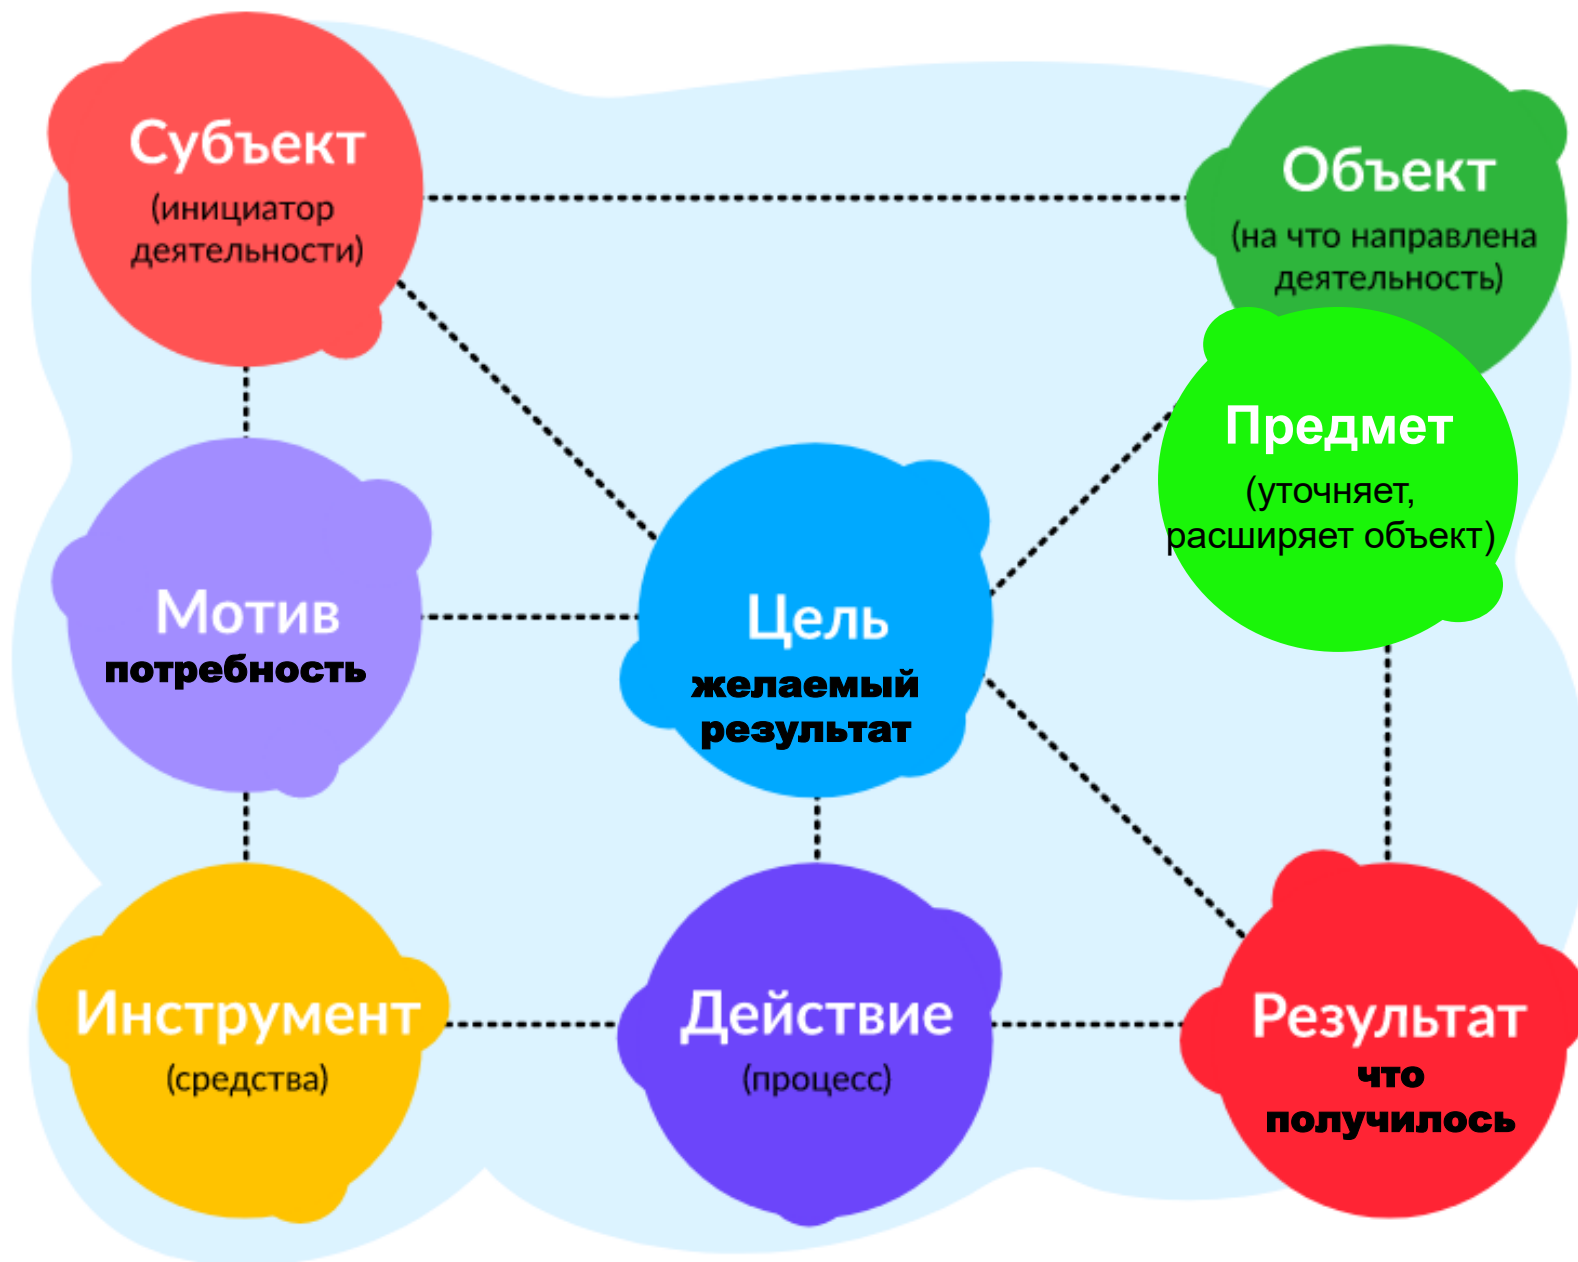 Субъект
(инициатор
деятельности)
Объект
(на что направлена
деятельность)
Предмет
(уточняет,
расширяет объект)
Мотив
потребность
Цель
желаемый
результат
Инструмент
(средства)
Действие
(процесс)
Результат
что
получилось